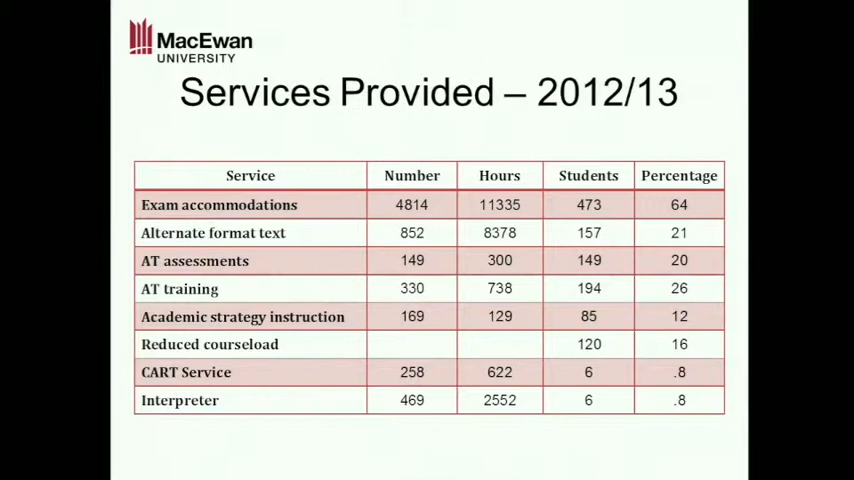 MacEwan
UNIVERSITY
Services Provided – 2012/13
Service Number Hours Students Percentage
Exam accommodations 4814 11335 473 64
Alternate format text 852 8378 157 21
AT assessments 149 300 149 20
AT training 330 738 194 26
Academic strategy instruction 169 129 85 12
Reduced courseload 120 16
CART Service 258 622 6 .8
Interpreter 469 2552 6 .8